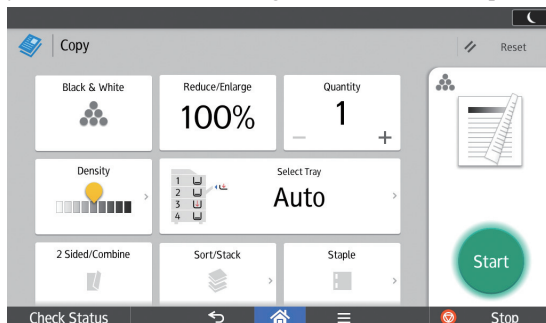 Copy
Reset
Black & White
Reduce/Enlarge
100%
Quantity
1
Density
1
2
3
4
Select Tray
Auto
2 Sided/Combine
Sort/Stack
Staple
Start
Check Status
Stop